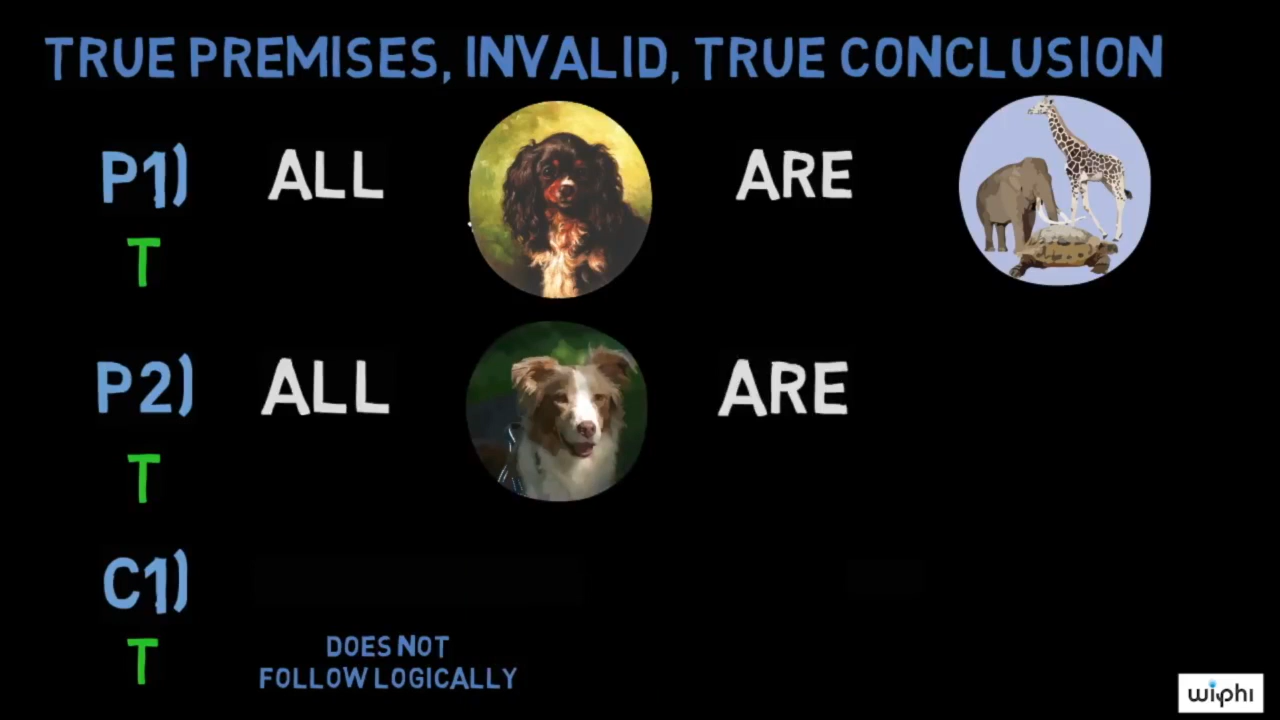 TRUE PREMISES, INVALID, TRUE CONCLUSION
P1) ALL ARE
T
P2) ALL ARE
T
C1)
T
DOES NOT
FOLLOW LOGICALLY
wiphi